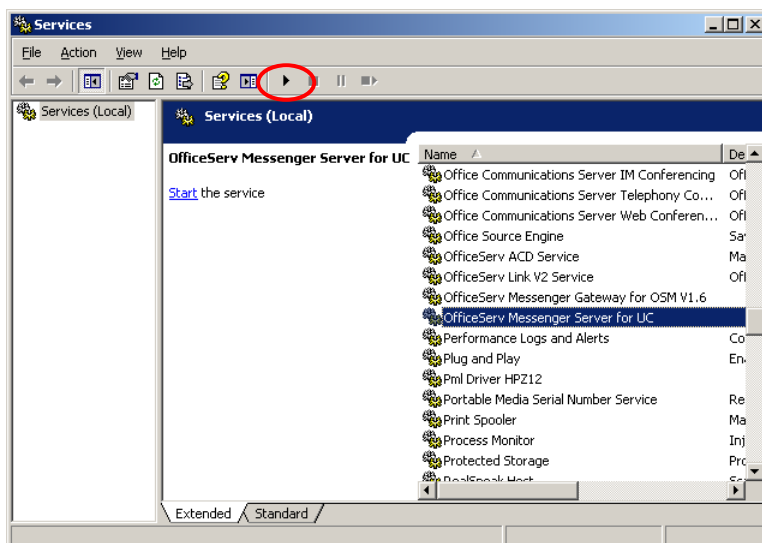 Services
File Action View Help
Services (Local)
Services (Local)
OfficeServ Messenger Server for UC
Start the service
Name De
Office Communications Server IM Conferencing Off
Office Communications Server Telephony Co... Off
Office Communications Server Web Conferen... Off
Office Source Engine Sa
OfficeServ ACD Service Ma
OfficeServ Link V2 Service Off
OfficeServ Messenger Gateway for OSM V1.6
OfficeServ Messenger Server for UC
Performance Logs and Alerts Co
Plug and Play En
Pml Driver HPZ12
Portable Media Serial Number Service Re
Print Spooler Ma
Process Monitor Inj
Protected Storage Pro
Extended Standard